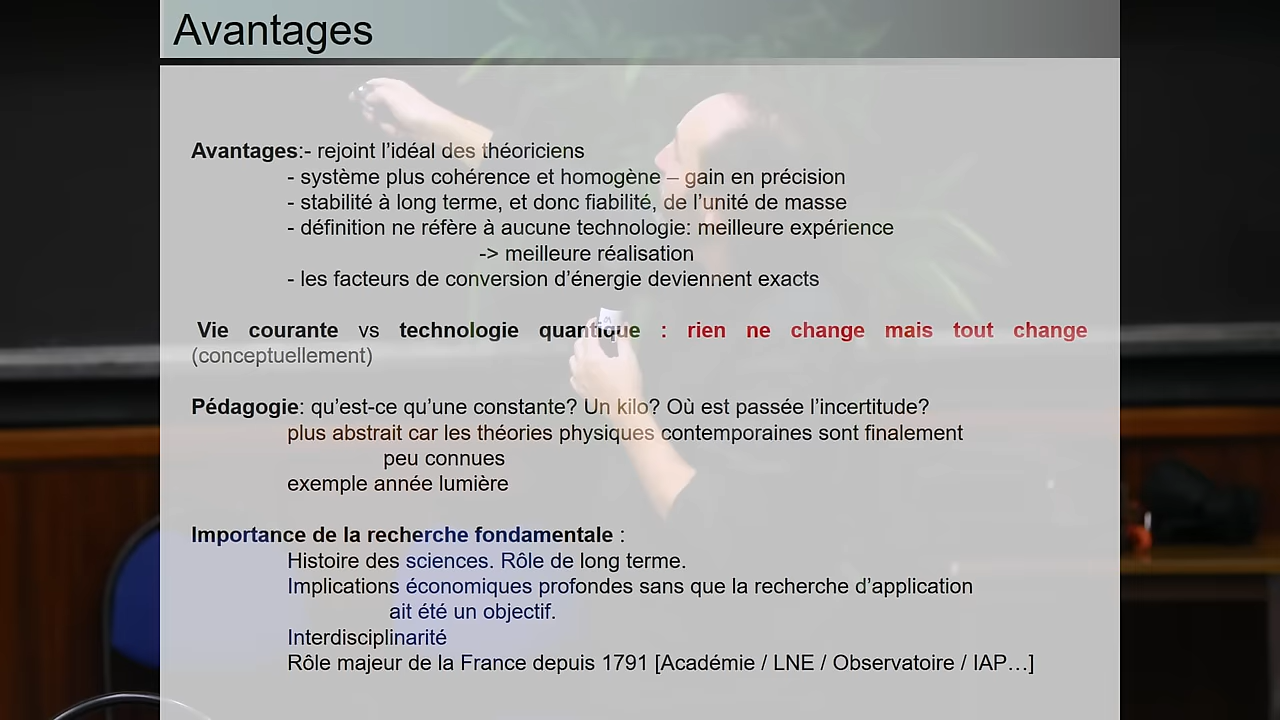 Avantages
Avantages:- rejoint l’idéal des théoriciens
- système plus cohérence et homogène – gain en précision
- stabilité à long terme, et donc fiabilité, de l’unité de masse
- définition ne réfère à aucune technologie: meilleure expérience
-> meilleure réalisation
- les facteurs de conversion d’énergie deviennent exacts
Vie courante vs technologie quantique : rien ne change mais tout change
(conceptuellement)
Pédagogie: qu’est-ce qu’une constante? Un kilo? Où est passée l’incertitude?
plus abstrait car les théories physiques contemporaines sont finalement
peu connues
exemple année lumière
Importance de la recherche fondamentale :
Histoire des sciences. Rôle de long terme.
Implications économiques profondes sans que la recherche d’application
ait été un objectif.
Interdisciplinarité
Rôle majeur de la France depuis 1791 [Académie / LNE / Observatoire / IAP…]